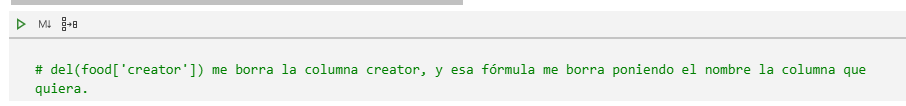 M↓
# del(food['creator']) me borra la columna creator, y esa fórmula me borra poniendo el nombre la columna que
quiera.